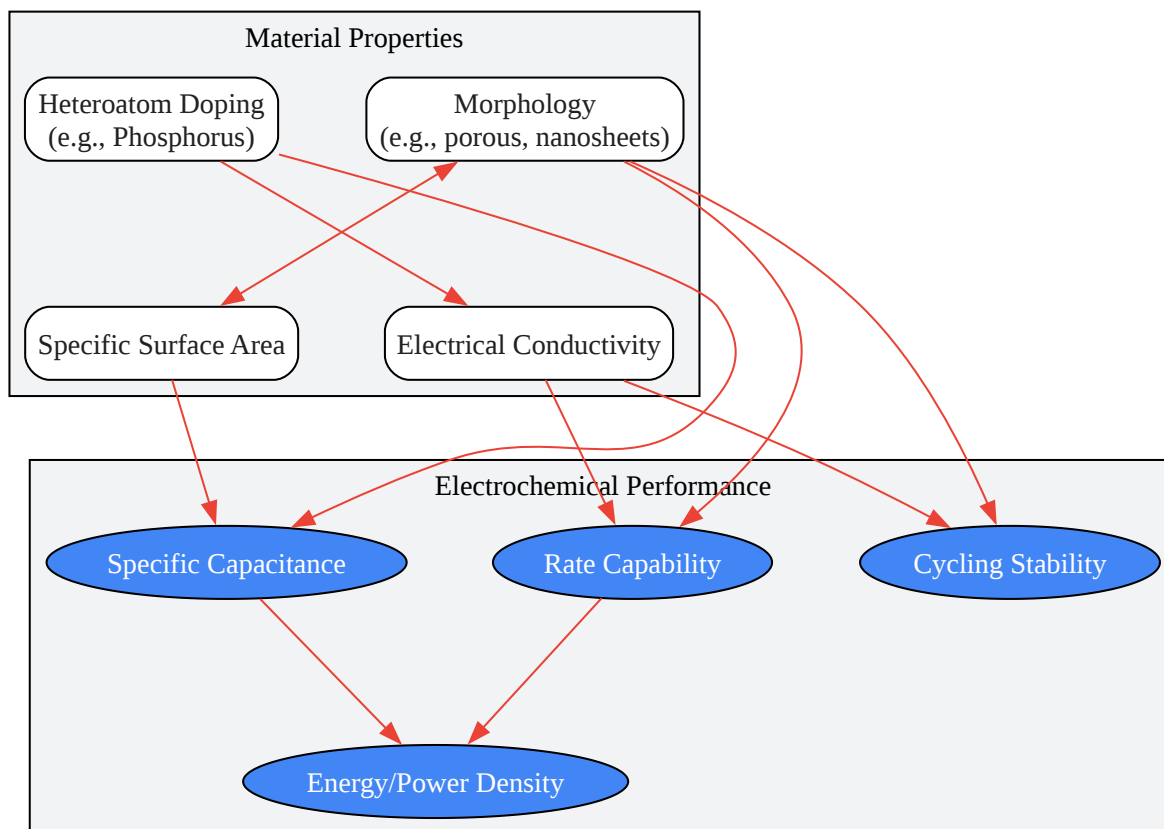 Material Properties
Heteroatom Doping
(e.g., Phosphorus)
Morphology
(e.g., porous, nanosheets)
Specific Surface Area
Electrical Conductivity
Electrochemical Performance
Specific Capacitance
Rate Capability
Cycling Stability
Energy/Power Density